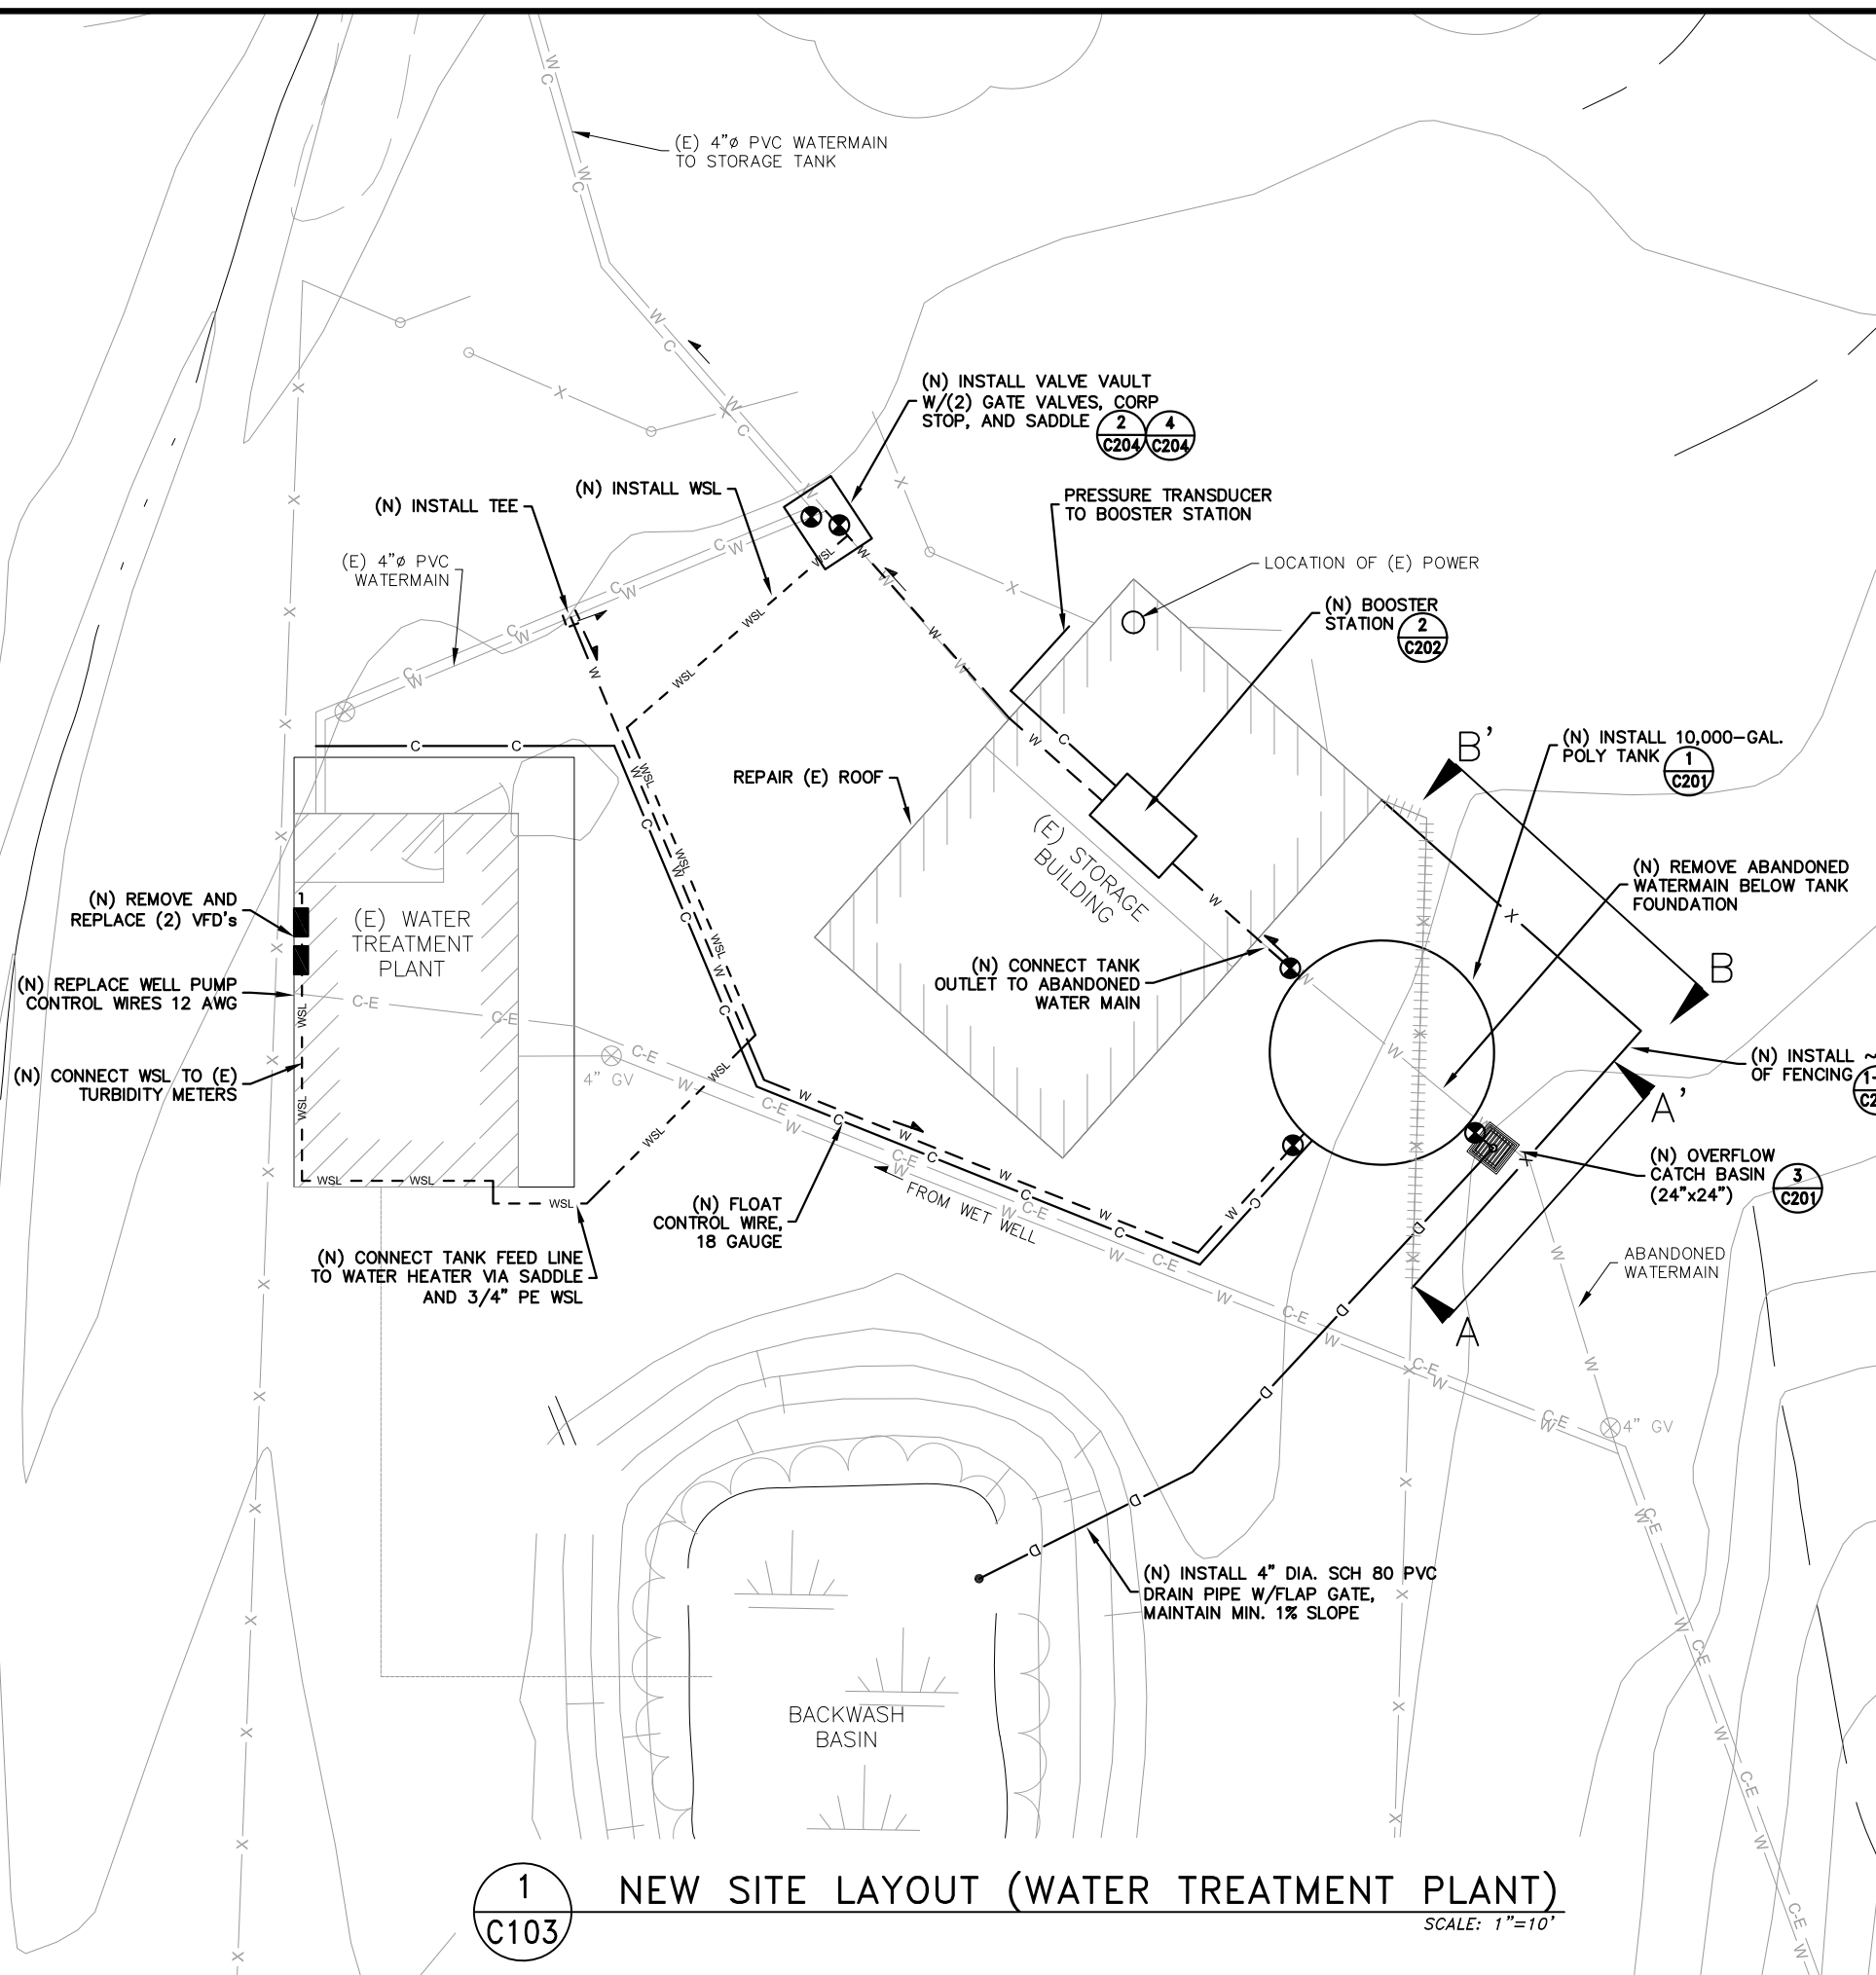 (E) 4"ø PVC WATERMAIN
TO STORAGE TANK
(N) INSTALL VALVE VAULT
W/(2) GATE VALVES, CORP
STOP, AND SADDLE
2
C204
4
C204
(N) INSTALL WSL
(N) INSTALL TEE
PRESSURE TRANSDUCER
TO BOOSTER STATION
(E) 4"ø PVC
WATERMAIN
LOCATION OF (E) POWER
(N) BOOSTER
STATION
2
C202
B'
(N) INSTALL 10,000-GAL.
POLY TANK
1
C201
REPAIR (E) ROOF
(E) STORAGE
BUILDING
(N) REMOVE ABANDONED
WATERMAIN BELOW TANK
FOUNDATION
(N) REMOVE AND
REPLACE (2) VFD's
(E) WATER
TREATMENT
PLANT
B
(N) CONNECT TANK
OUTLET TO ABANDONED
WATER MAIN
(N) REPLACE WELL PUMP
CONTROL WIRES 12 AWG
(N) CONNECT WSL TO (E)
TURBIDITY METERS
4" GV
(N) INSTALL ~
OF FENCING
A'
(N) OVERFLOW
CATCH BASIN
(24"x24")
3
C201
FROM WET WELL
(N) FLOAT
CONTROL WIRE,
18 GAUGE
(N) CONNECT TANK FEED LINE
TO WATER HEATER VIA SADDLE
AND 3/4" PE WSL
ABANDONED
WATERMAIN
A
4" GV
(N) INSTALL 4" DIA. SCH 80 PVC
DRAIN PIPE W/FLAP GATE,
MAINTAIN MIN. 1% SLOPE
BACKWASH
BASIN
1
C103
NEW SITE LAYOUT (WATER TREATMENT PLANT)
SCALE: 1"=10'